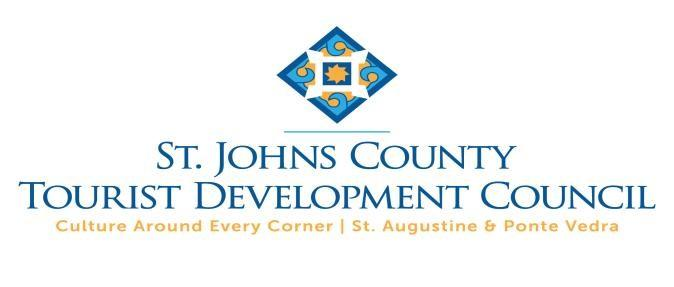 St. Johns County
Tourist Development Council
Culture Around Every Corner | St. Augustine & Ponte Vedra